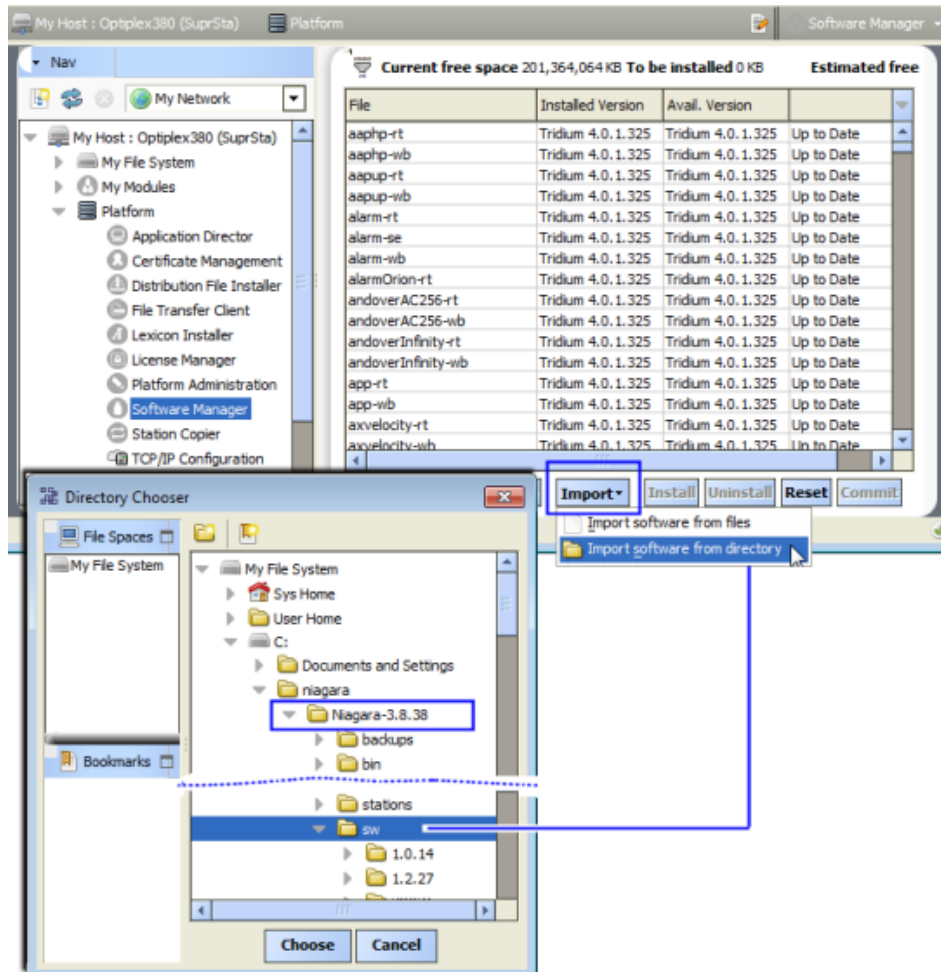 My Host : Optiplex380 (SuprSta) Platform Software Manager
Nav
My Network
My Host : Optiplex380 (SuprSta)
My File System
My Modules
Platform
Application Director
Certificate Management
Distribution File Installer
File Transfer Client
Lexicon Installer
License Manager
Platform Administration
Software Manager
Station Copier
TCP/IP Configuration
Current free space 201,364,064 KB To be installed 0 KB Estimated free
File Installed Version Avail. Version
aaphp-rt Tridium 4.0.1.325 Tridium 4.0.1.325 Up to Date
aaphp-wb Tridium 4.0.1.325 Tridium 4.0.1.325 Up to Date
aapup-rt Tridium 4.0.1.325 Tridium 4.0.1.325 Up to Date
aapup-wb Tridium 4.0.1.325 Tridium 4.0.1.325 Up to Date
alarm-rt Tridium 4.0.1.325 Tridium 4.0.1.325 Up to Date
alarm-se Tridium 4.0.1.325 Tridium 4.0.1.325 Up to Date
alarm-wb Tridium 4.0.1.325 Tridium 4.0.1.325 Up to Date
alarmOrion-rt Tridium 4.0.1.325 Tridium 4.0.1.325 Up to Date
andoverAC256-rt Tridium 4.0.1.325 Tridium 4.0.1.325 Up to Date
andoverAC256-wb Tridium 4.0.1.325 Tridium 4.0.1.325 Up to Date
andoverInfinity-rt Tridium 4.0.1.325 Tridium 4.0.1.325 Up to Date
andoverInfinity-wb Tridium 4.0.1.325 Tridium 4.0.1.325 Up to Date
app-rt Tridium 4.0.1.325 Tridium 4.0.1.325 Up to Date
app-wb Tridium 4.0.1.325 Tridium 4.0.1.325 Up to Date
axvelocity-rt Tridium 4.0.1.325 Tridium 4.0.1.325 Up to Date
axvelocity-wb Tridium 4.0.1.325 Tridium 4.0.1.325 Up to Date
Import Install Uninstall Reset Commit
Import software from files
Import software from directory
Directory Chooser
File Spaces
My File System
Bookmarks
My File System
Sys Home
User Home
C:
Documents and Settings
niagara
Niagara-3.8.38
backups
bin
stations
sw
1.0.14
1.2.27
Choose Cancel